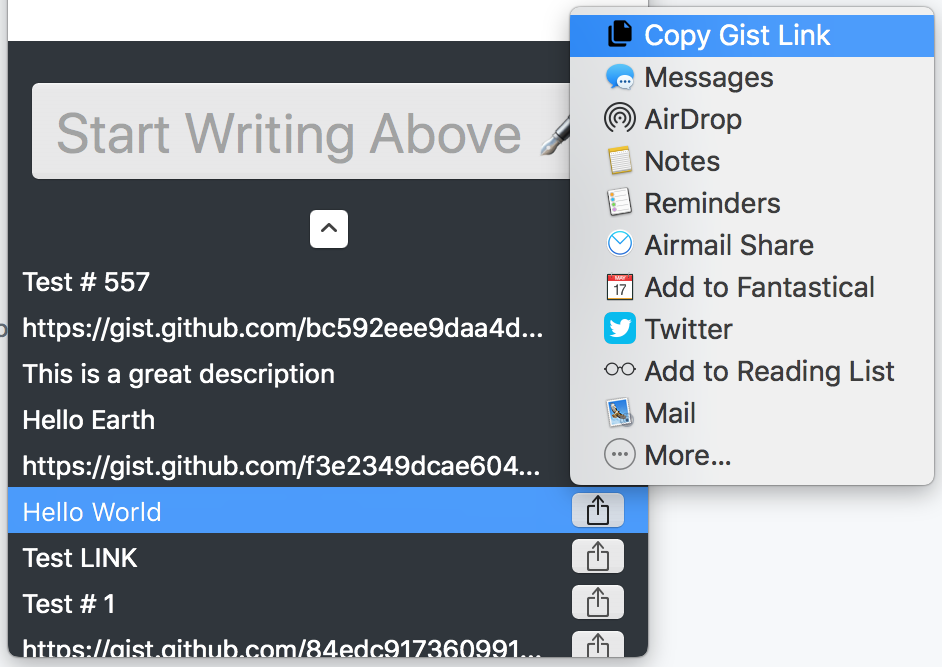 Start Writing Above
Test # 557
https://gist.github.com/bc592eee9daa4d...
This is a great description
Hello Earth
https://gist.github.com/f3e2349dcae604...
Hello World
Test LINK
Test # 1
https://gist.github.com/84edc917360991...
Copy Gist Link
Messages
AirDrop
Notes
Reminders
Airmail Share
MAY
17
Add to Fantastical
Twitter
Add to Reading List
Mail
More...